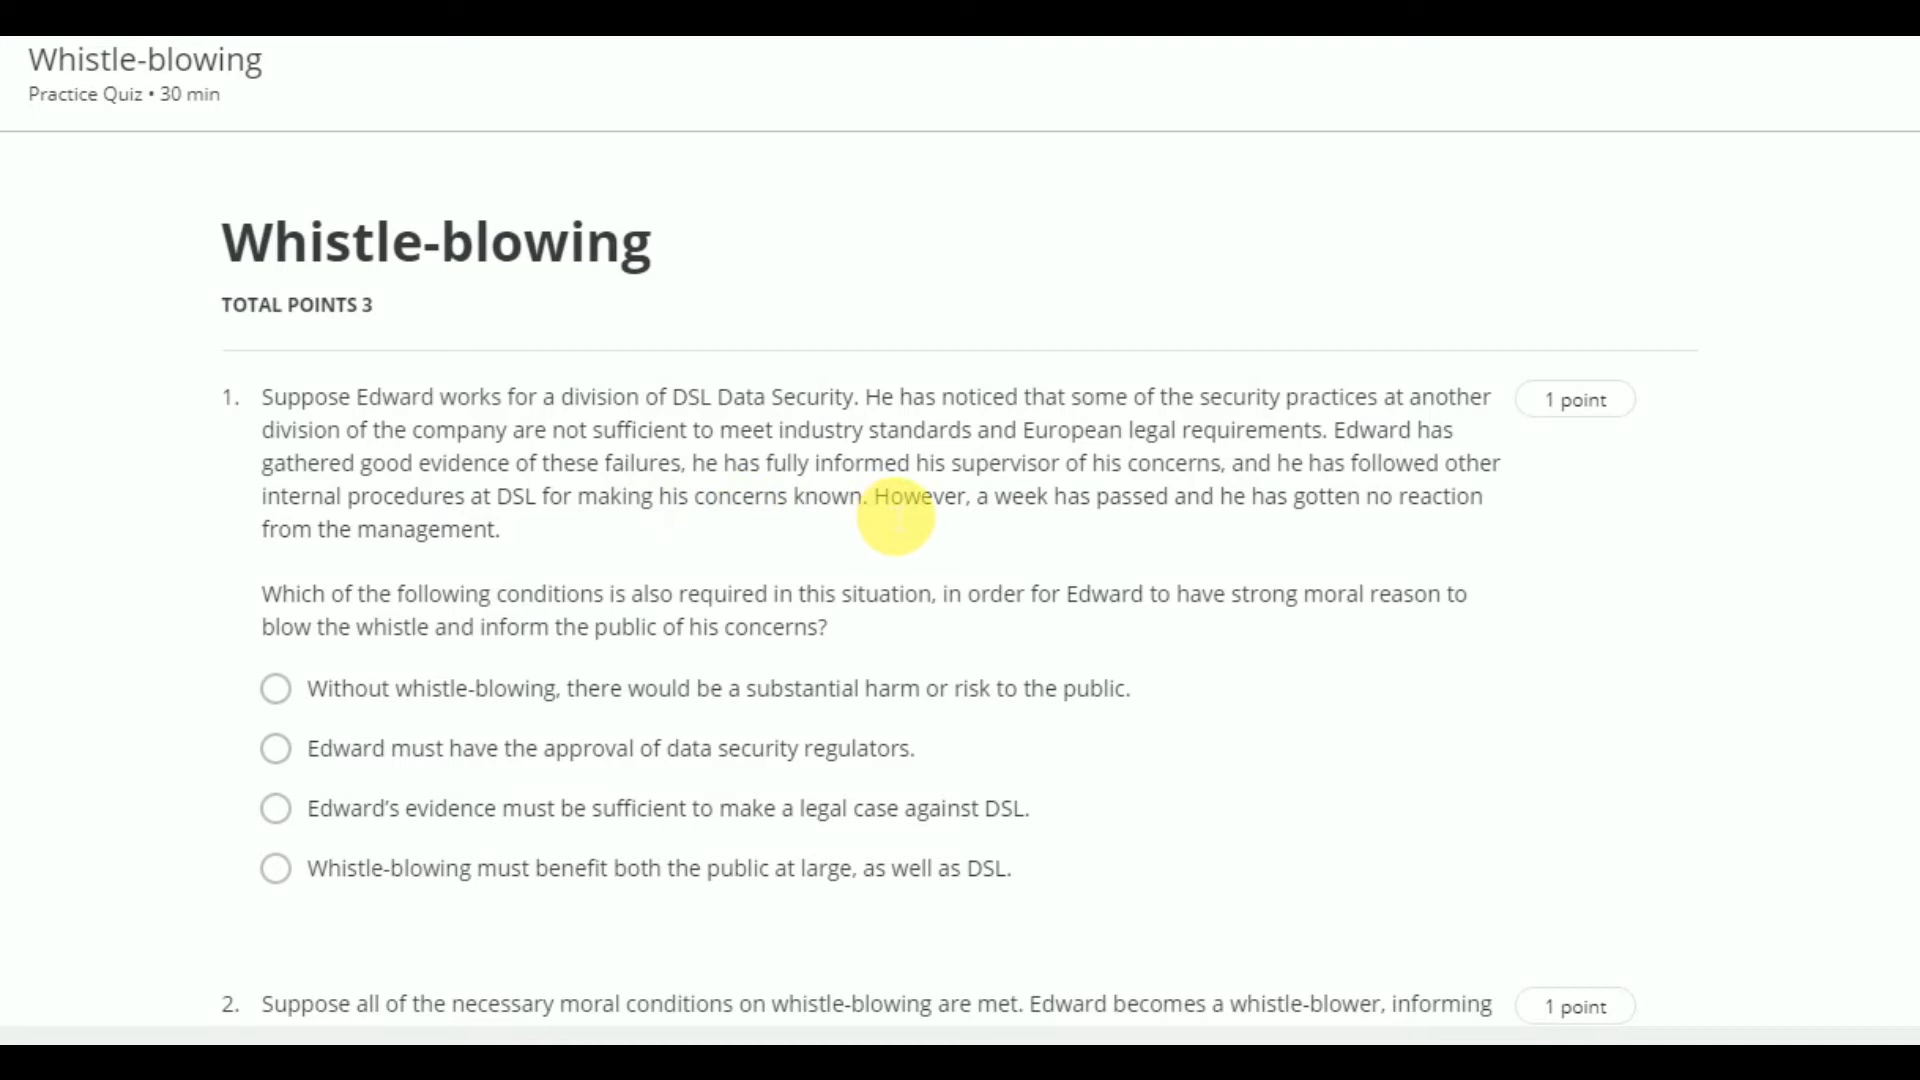 Whistle-blowing
Practice Quiz • 30 min
Whistle-blowing
TOTAL POINTS 3
1. Suppose Edward works for a division of DSL Data Security. He has noticed that some of the security practices at another 1 point
division of the company are not sufficient to meet industry standards and European legal requirements. Edward has
gathered good evidence of these failures, he has fully informed his supervisor of his concerns, and he has followed other
internal procedures at DSL for making his concerns known. However, a week has passed and he has gotten no reaction
from the management.
Which of the following conditions is also required in this situation, in order for Edward to have strong moral reason to
blow the whistle and inform the public of his concerns?
Without whistle-blowing, there would be a substantial harm or risk to the public.
Edward must have the approval of data security regulators.
Edward’s evidence must be sufficient to make a legal case against DSL.
Whistle-blowing must benefit both the public at large, as well as DSL.
2. Suppose all of the necessary moral conditions on whistle-blowing are met. Edward becomes a whistle-blower, informing 1 point